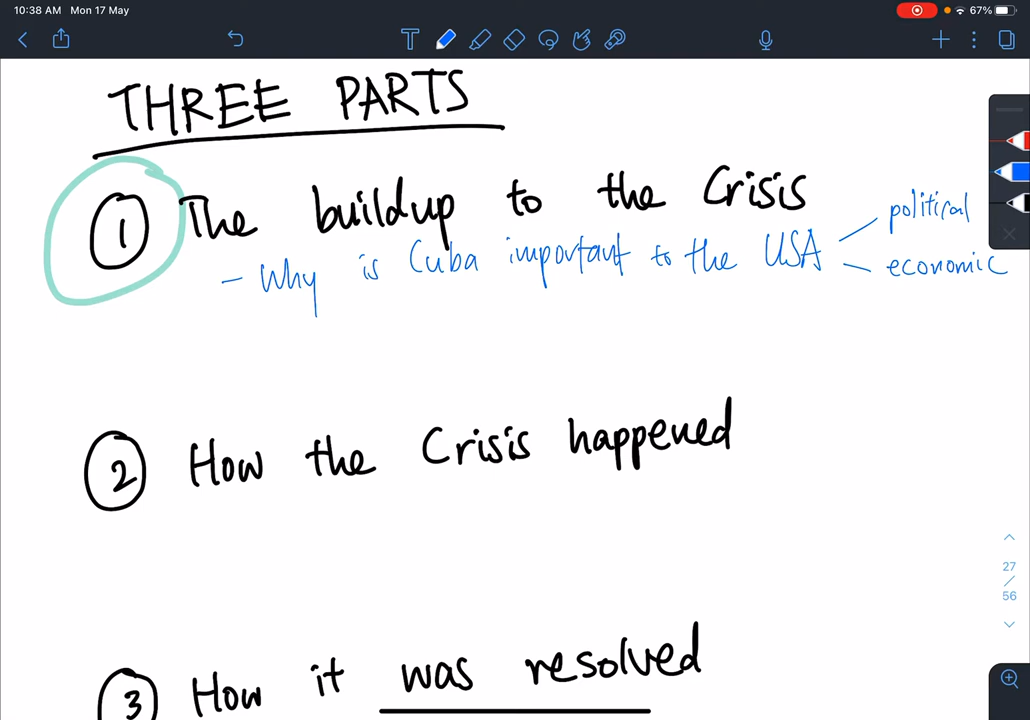 10:38 AM Mon 17 May 67%
THREE PARTS
1 The buildup to the Crisis
- Why is Cuba important to the USA
political
economic
2 How the Crisis happened
27
/
56
3 How it was resolved